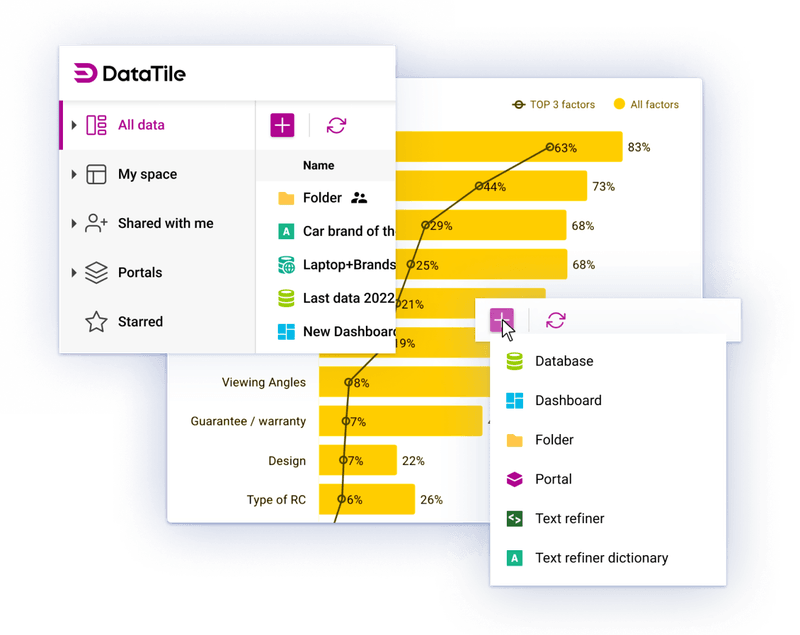 DataTile
All data
My space
Shared with me
Portals
Starred
Name
Folder
Car brand of th
Laptop+Brands
Last data 2022
New Dashboar
TOP 3 factors
All factors
63% 83%
44% 73%
29% 68%
25% 68%
21%
19%
Viewing Angles 8%
Guarantee / warranty 7%
Design 7% 22%
Type of RC 6% 26%
Database
Dashboard
Folder
Portal
Text refiner
A Text refiner dictionary